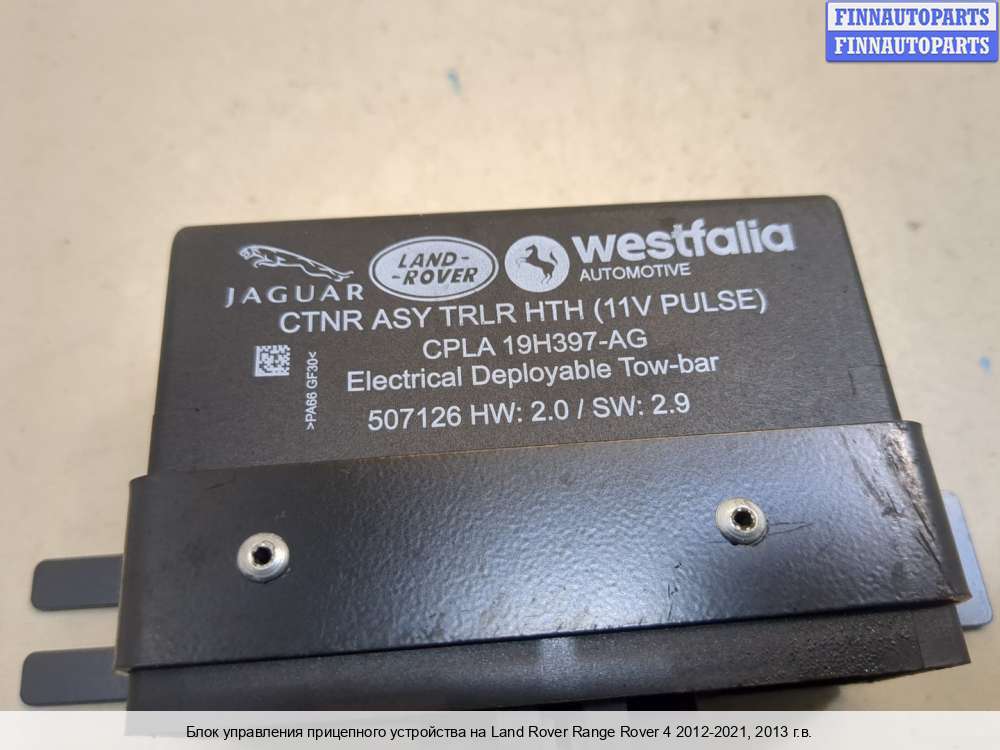 FINNAUTOPARTS
FINNAUTOPARTS
JAGUAR
LAND-
-ROVER
Westfalia
AUTOMOTIVE
CTNR ASY TRLR HTH (11V PULSE)
CPLA 19H397-AG
>PA66 GF30<
Electrical Deployable Tow-bar
507126 HW: 2.0 / SW: 2.9
Блок управления прицепного устройства на Land Rover Range Rover 4 2012-2021, 2013 г.в.